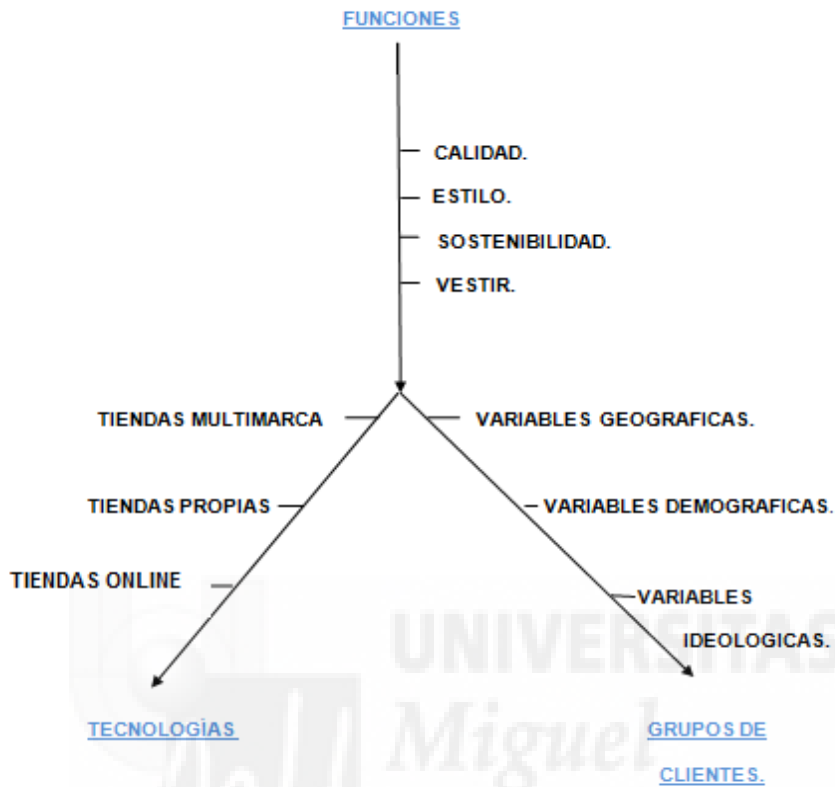 FUNCIONES
CALIDAD.
ESTILO.
SOSTENIBILIDAD.
VESTIR.
TIENDAS MULTIMARCA
VARIABLES GEOGRAFICAS.
TIENDAS PROPIAS
VARIABLES DEMOGRAFICAS.
TIENDAS ONLINE
VARIABLES
IDEOLOGICAS.
UNIVERSITAS
TECNOLOGÌAS
GRUPOS DE
Miguel
CLIENTES.